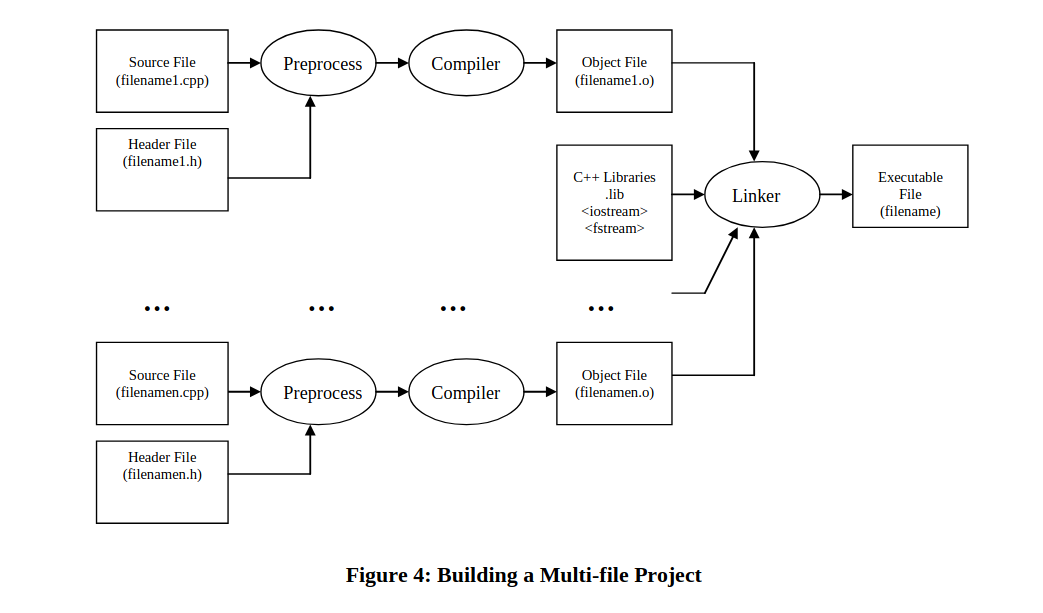 Source File
(filename1.cpp)
Preprocess
Compiler
Object File
(filename1.o)
Header File
(filename1.h)
C++ Libraries
.lib
<iostream>
<fstream>
Linker
Executable
File
(filename)
... ... ... ...
Source File
(filenamen.cpp)
Preprocess
Compiler
Object File
(filenamen.o)
Header File
(filenamen.h)
Figure 4: Building a Multi-file Project